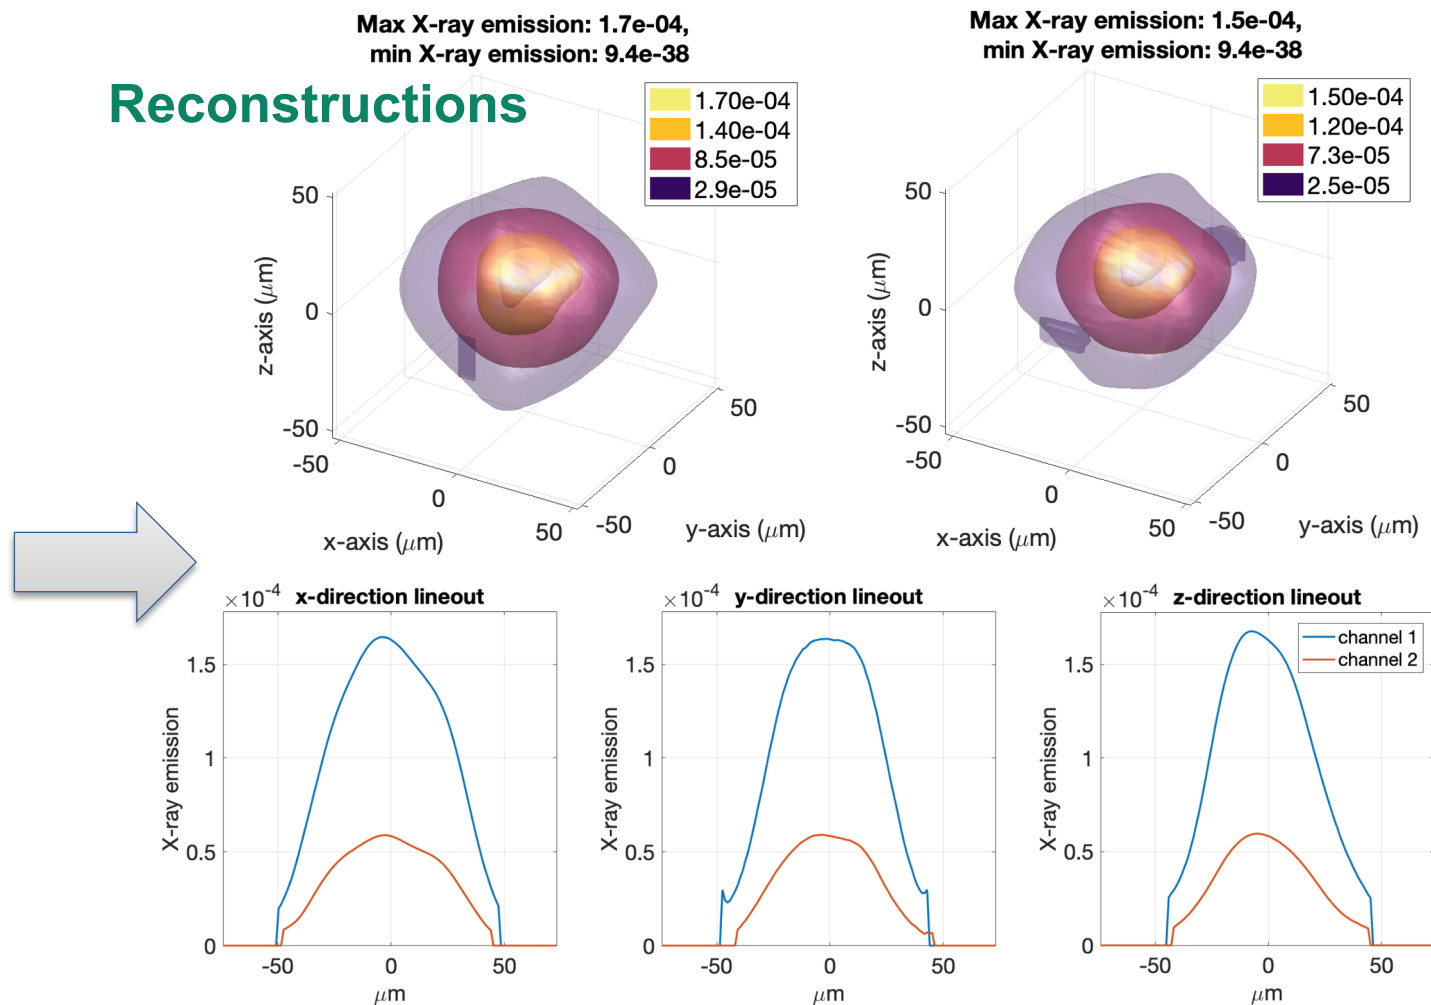 Max X-ray emission: 1.7e-04,
min X-ray emission: 9.4e-38
Max X-ray emission: 1.5e-04,
min X-ray emission: 9.4e-38
Reconstructions
1.70e-04
1.40e-04
8.5e-05
2.9e-05
50
0
-50
z-axis (μm)
-50
0
50
x-axis (μm)
-50
0
50
y-axis (μm)
1.50e-04
1.20e-04
7.3e-05
2.5e-05
50
0
-50
z-axis (μm)
-50
0
50
x-axis (μm)
-50
0
50
y-axis (μm)
×10⁻⁴
x-direction lineout
1.5
1
0.5
0
X-ray emission
-50
0
50
μm
×10⁻⁴
y-direction lineout
1.5
1
0.5
0
X-ray emission
-50
0
50
μm
×10⁻⁴
z-direction lineout
channel 1
channel 2
1.5
1
0.5
0
X-ray emission
-50
0
50
μm